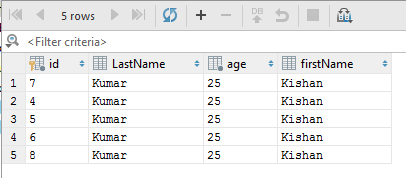 5 rows
DB
<Filter criteria>
id LastName age firstName
1 7 Kumar 25 Kishan
2 4 Kumar 25 Kishan
3 5 Kumar 25 Kishan
4 6 Kumar 25 Kishan
5 8 Kumar 25 Kishan